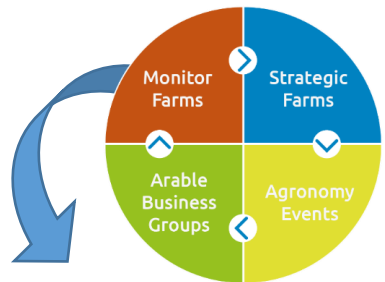 Monitor
Farms
Strategic
Farms
Arable
Business
Groups
Agronomy
Events